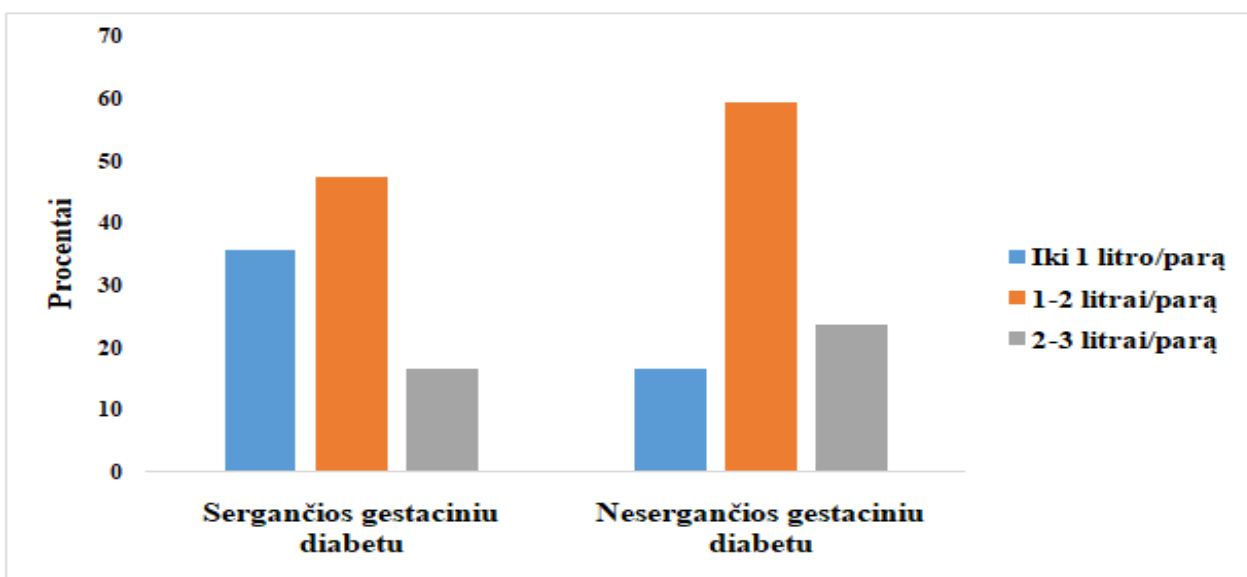 70
60
50
40
30
20
10
0
Procentai
Sergančios gestaciniu
diabetu
Nesergančios gestaciniu
diabetu
Iki 1 litro/parą
1-2 litrai/parą
2-3 litrai/parą